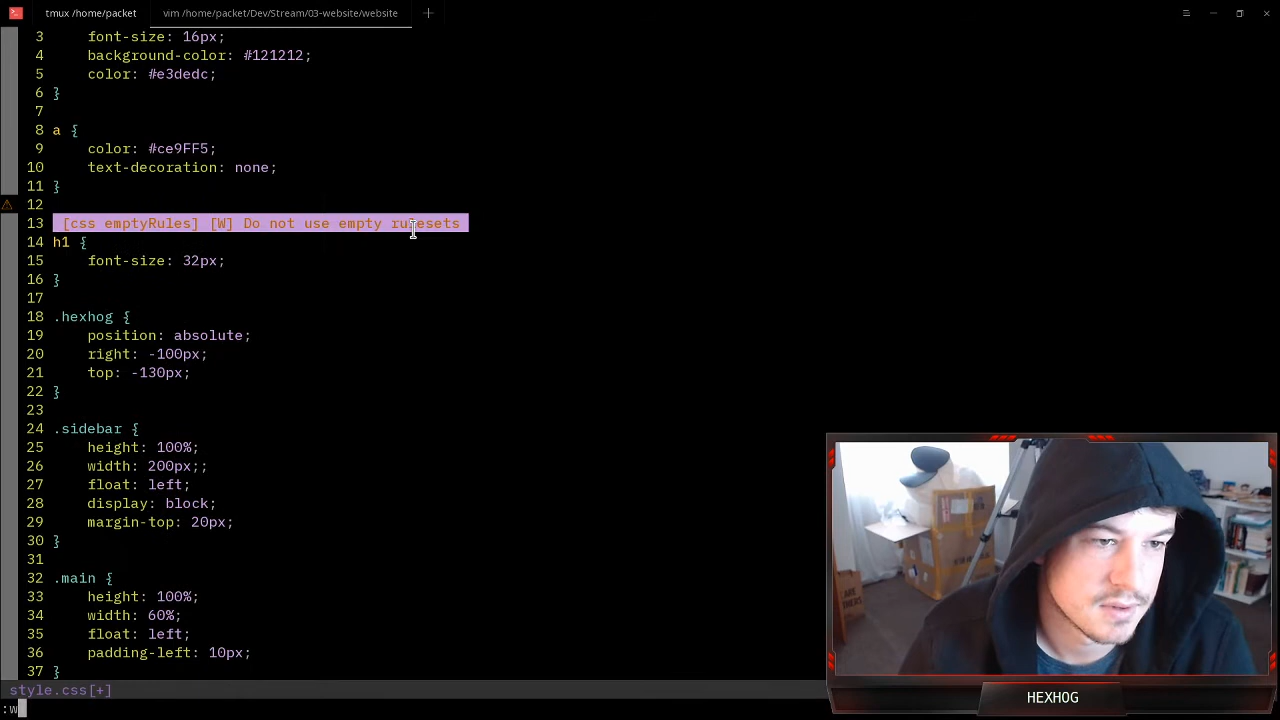 tmux /home/packet
vim /home/packet/Dev/Stream/03-website/website
3 font-size: 16px;
4 background-color: #121212;
5 color: #e3dedc;
6 }
7
8 a {
9 color: #ce9FF5;
10 text-decoration: none;
11 }
12
13 [css emptyRules] [W] Do not use empty rulesets
14 h1 {
15 font-size: 32px;
16 }
17
18 .hexhog {
19 position: absolute;
20 right: -100px;
21 top: -130px;
22 }
23
24 .sidebar {
25 height: 100%;
26 width: 200px;;
27 float: left;
28 display: block;
29 margin-top: 20px;
30 }
31
32 .main {
33 height: 100%;
34 width: 60%;
35 float: left;
36 padding-left: 10px;
37 }
style.css[+]
:w
HEXHOG